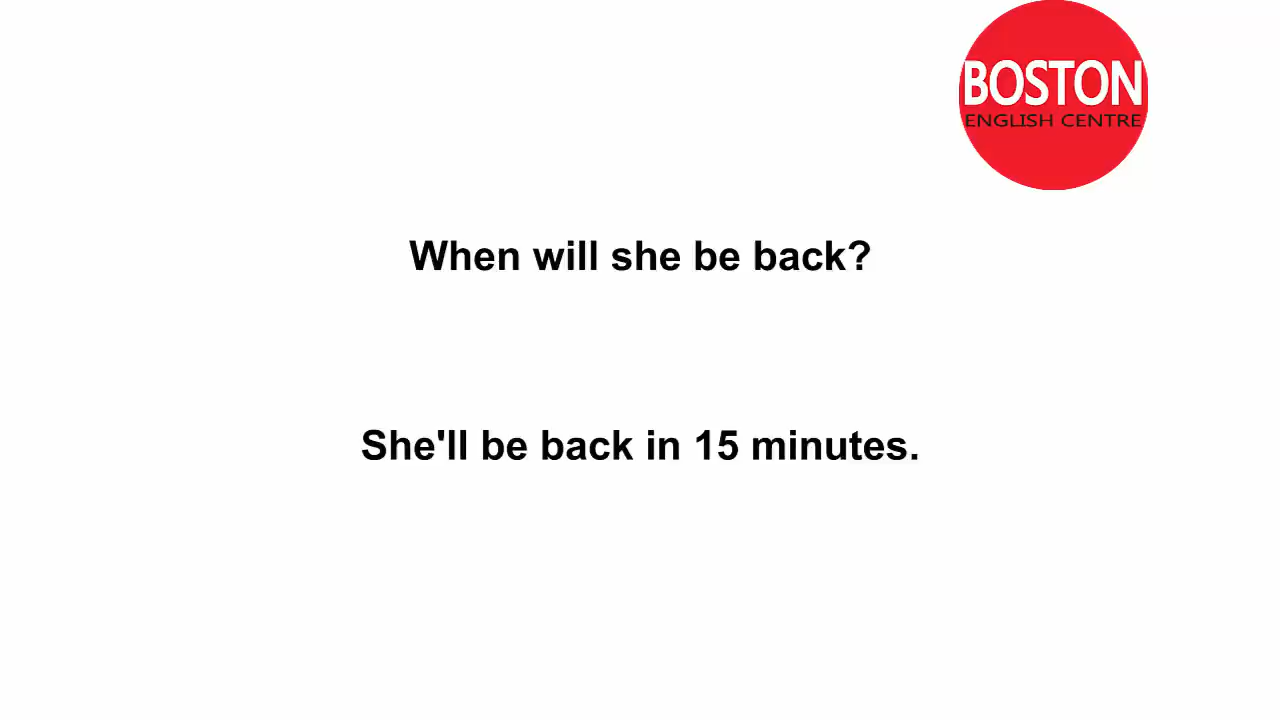 BOSTON
ENGLISH CENTRE
When will she be back?
She'll be back in 15 minutes.